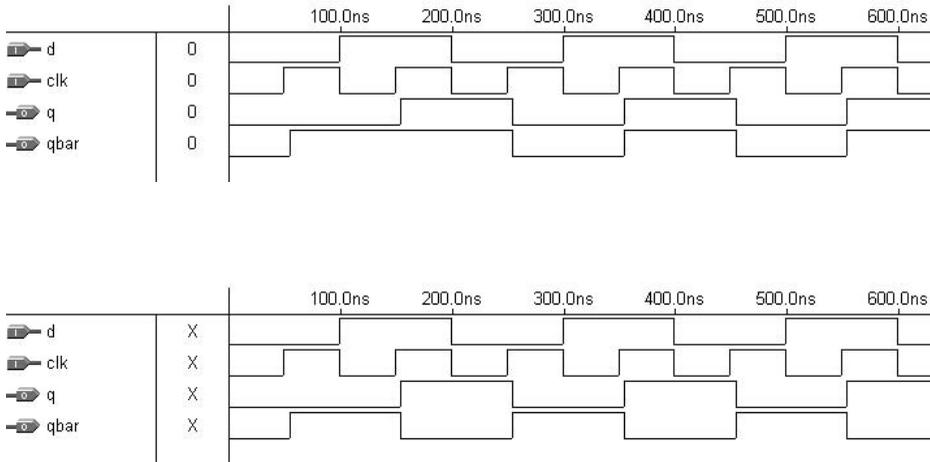 100.0ns 200.0ns 300.0ns 400.0ns 500.0ns 600.0ns
I d 0
I clk 0
O q 0
O qbar 0
100.0ns 200.0ns 300.0ns 400.0ns 500.0ns 600.0ns
I d X
I clk X
O q X
O qbar X